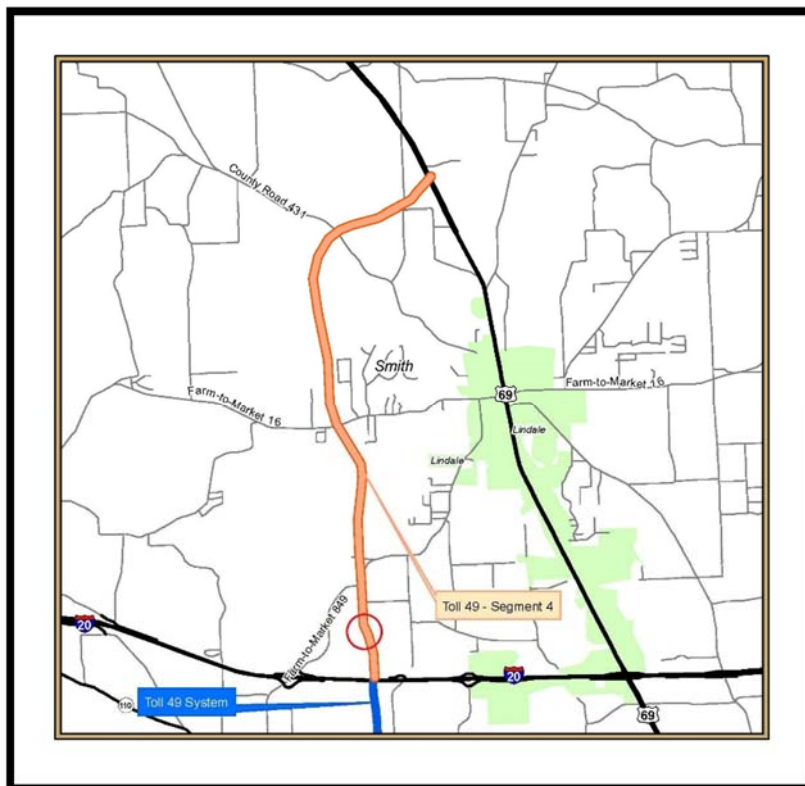 County Road 431
Smith
Farm-to-Market 16
Farm-to-Market 16
69
Lindale
Lindale
Toll 49 - Segment 4
Farm-to-Market 849
20
20
110
Toll 49 System
69